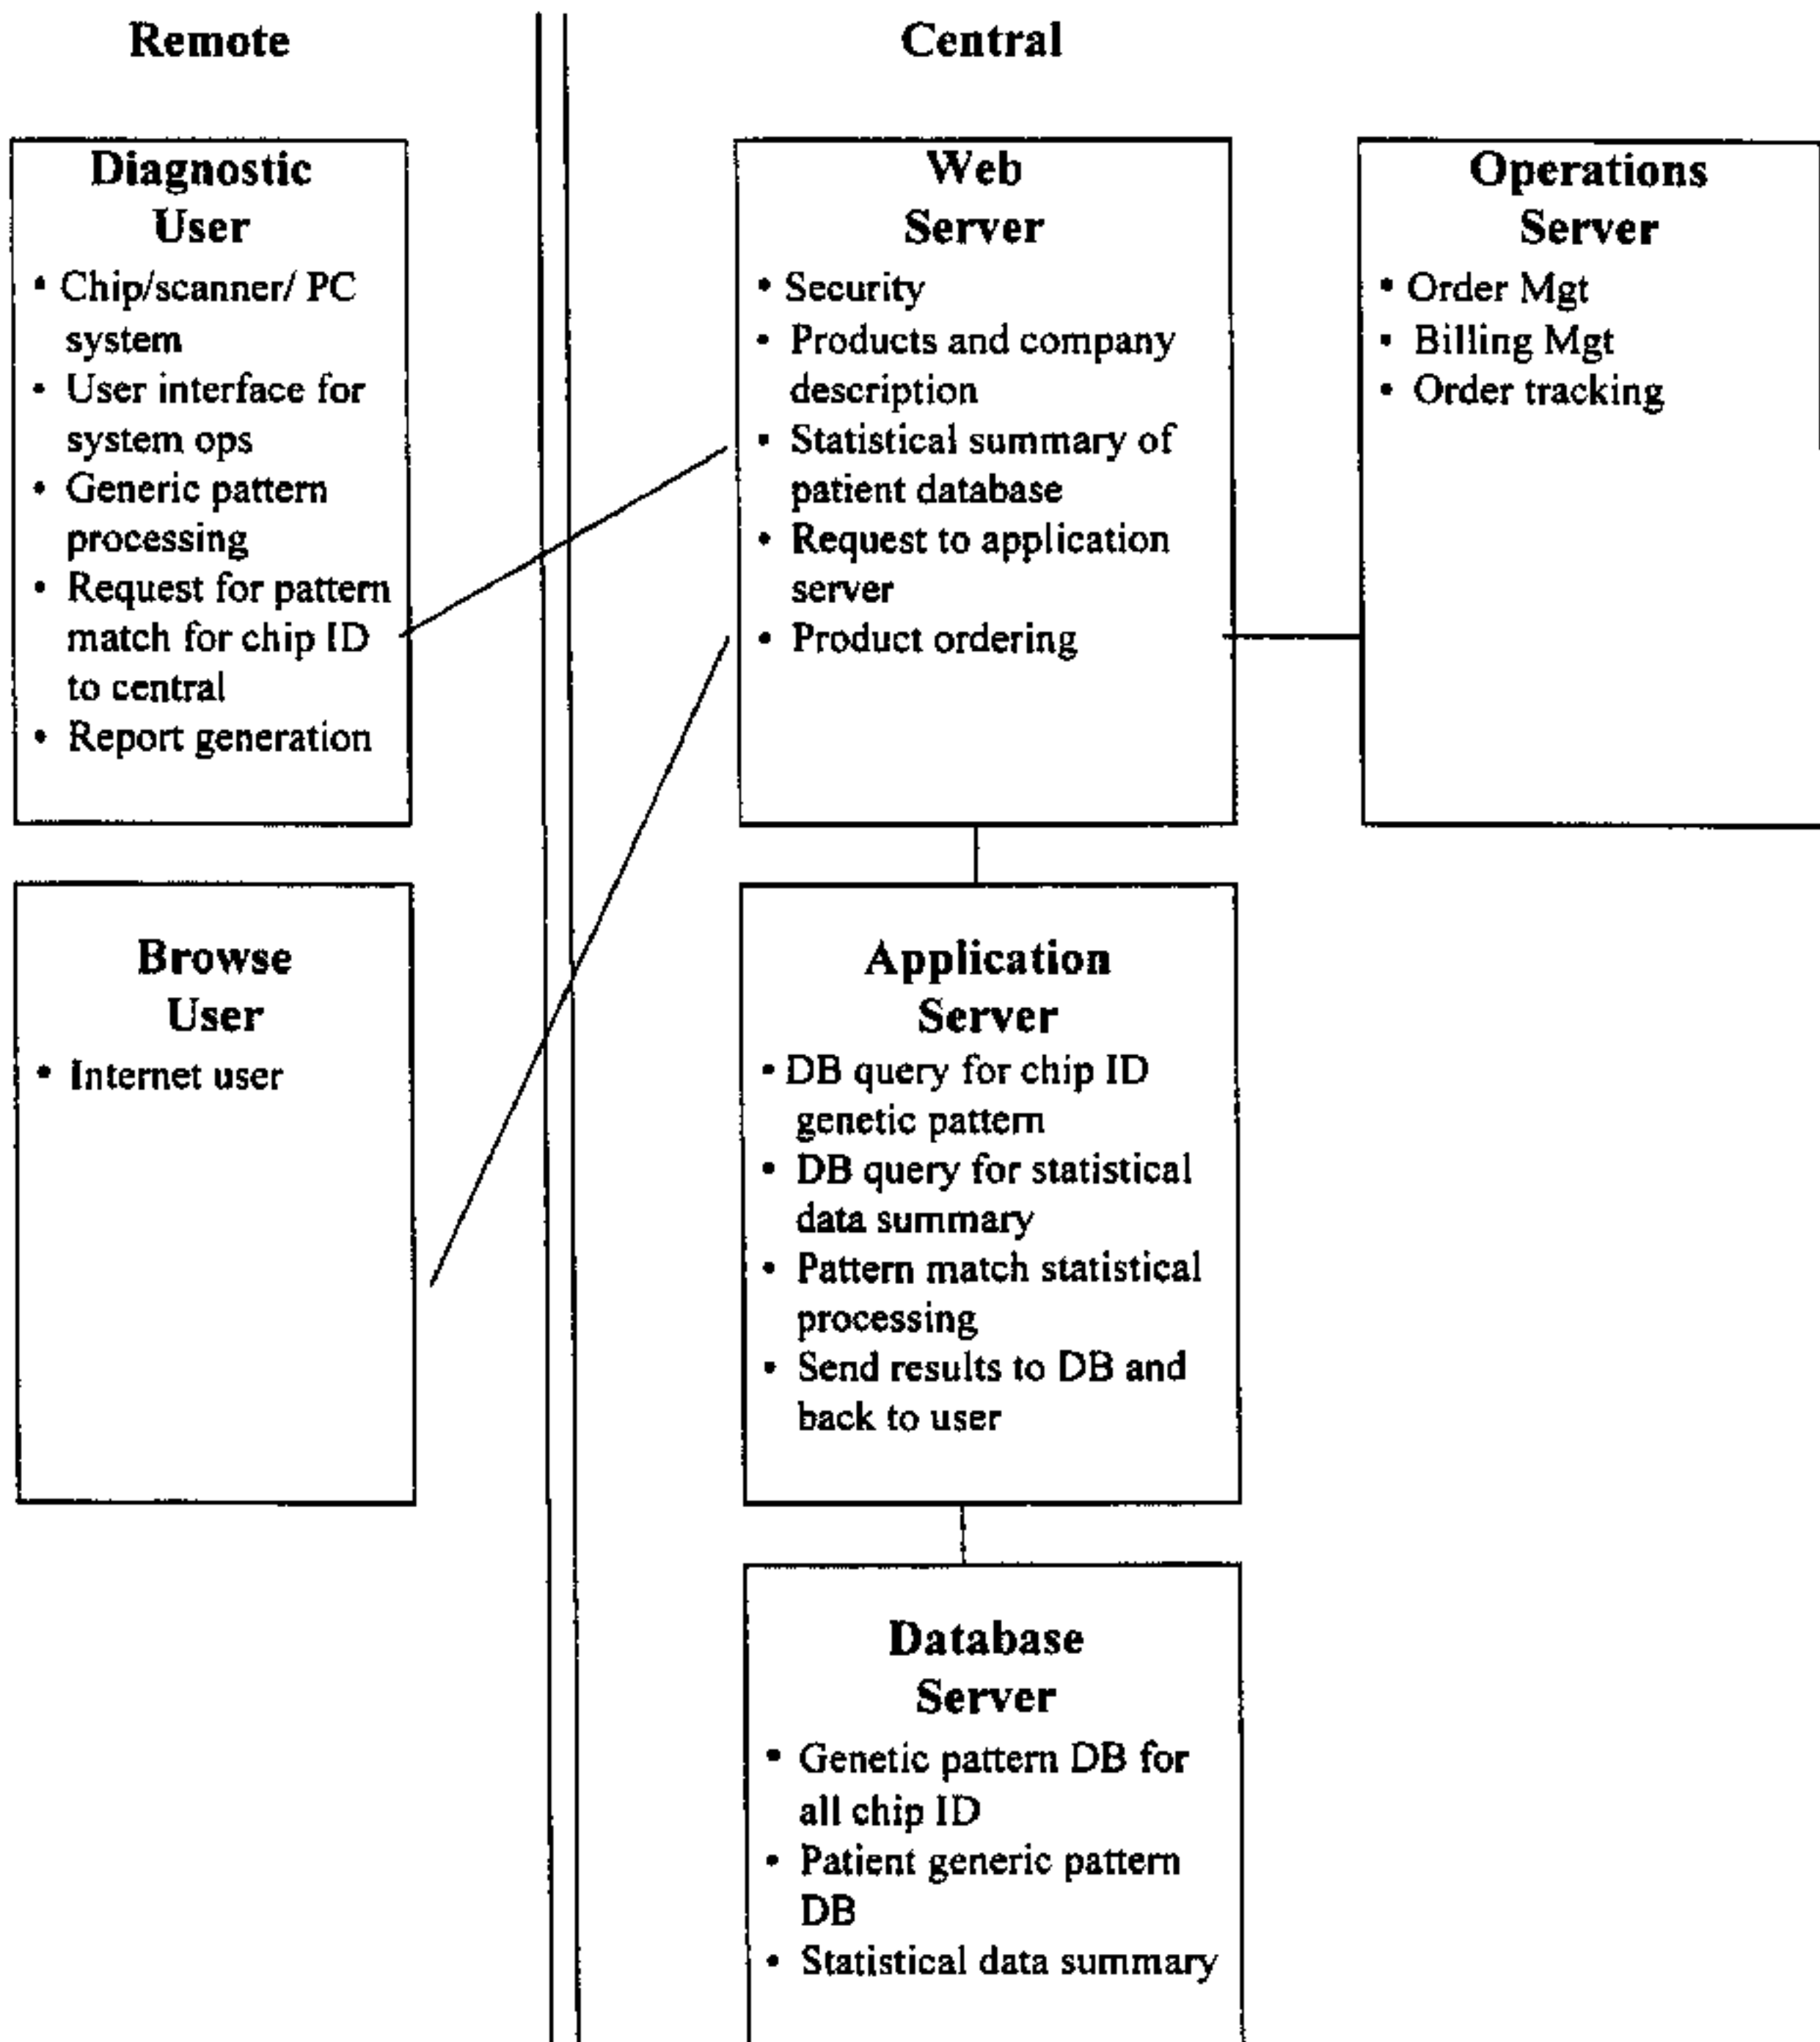 Remote
Central
Diagnostic
User
• Chip/scanner/ PC
system
• User interface for
system ops
• Generic pattern
processing
• Request for pattern
match for chip ID
to central
• Report generation
Web
Server
• Security
• Products and company
description
• Statistical summary of
patient database
• Request to application
server
• Product ordering
Operations
Server
• Order Mgt
• Billing Mgt
• Order tracking
Browse
User
• Internet user
Application
Server
• DB query for chip ID
genetic pattern
• DB query for statistical
data summary
• Pattern match statistical
processing
• Send results to DB and
back to user
Database
Server
• Genetic pattern DB for
all chip ID
• Patient generic pattern
DB
• Statistical data summary